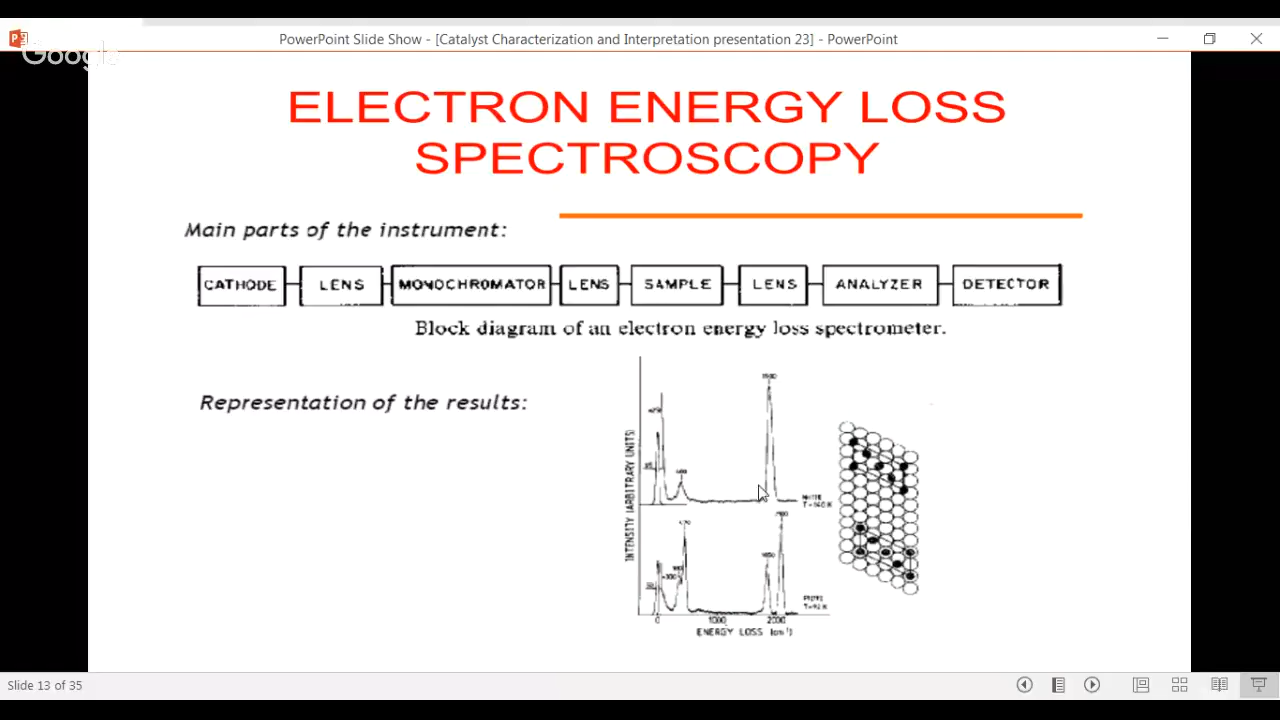 PowerPoint Slide Show - [Catalyst Characterization and Interpretation presentation 23] - PowerPoint
Google
ELECTRON ENERGY LOSS
SPECTROSCOPY
Main parts of the instrument:
CATHODE LENS MONOCHROMATOR LENS SAMPLE LENS ANALYZER DETECTOR
Block diagram of an electron energy loss spectrometer.
Representation of the results:
INTENSITY (ARBITRARY UNITS)
0 1000 2000
ENERGY LOSS (cm⁻¹)
Slide 13 of 35